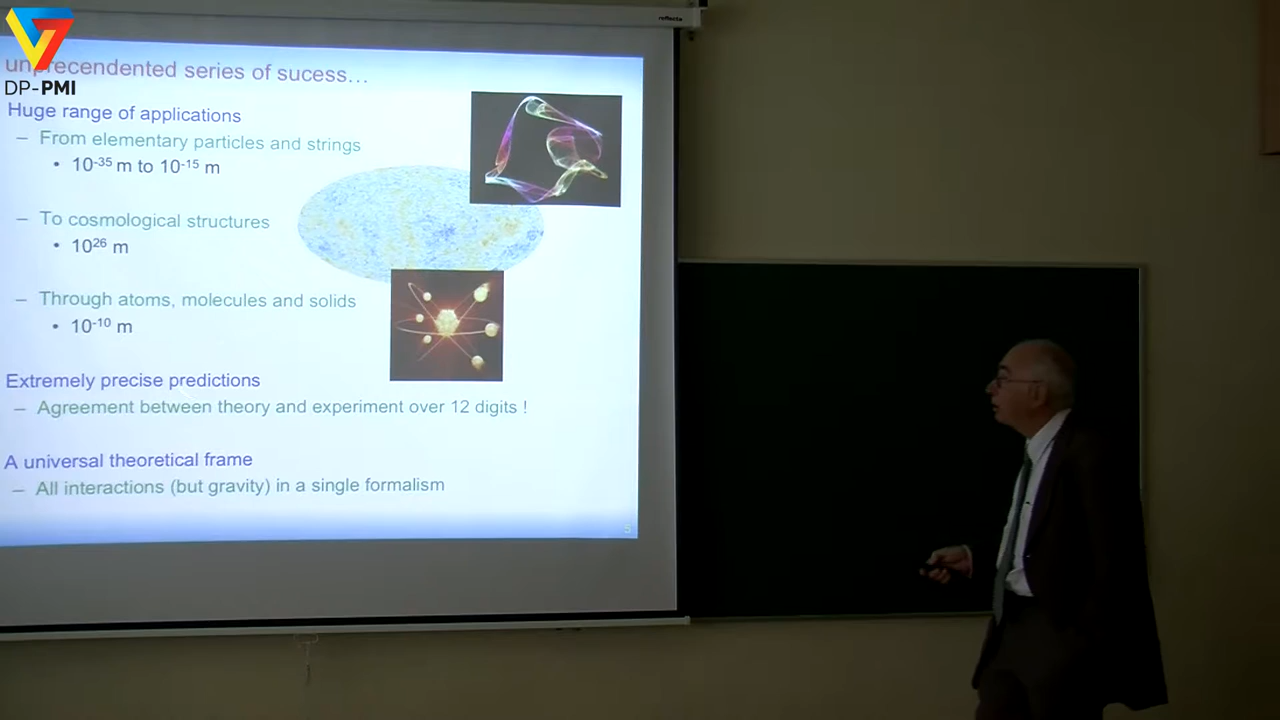 reflecta
unprecendented series of sucess…
DP-PMI
Huge range of applications
– From elementary particles and strings
• 10⁻³⁵ m to 10⁻¹⁵ m
– To cosmological structures
• 10²⁶ m
– Through atoms, molecules and solids
• 10⁻¹⁰ m
Extremely precise predictions
– Agreement between theory and experiment over 12 digits !
A universal theoretical frame
– All interactions (but gravity) in a single formalism
5